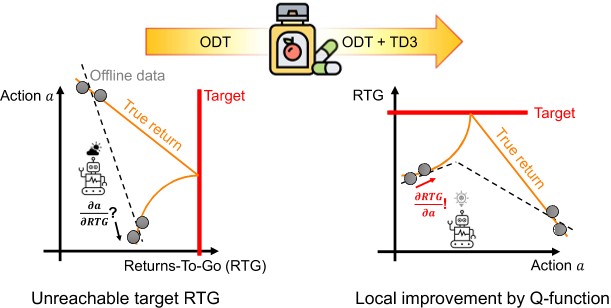 ODT
ODT + TD3
Offline data
Action a
True return
Target
∂a
∂RTG
?
Returns-To-Go (RTG)
Unreachable target RTG
RTG
Target
True return
∂RTG
∂a
!
Action a
Local improvement by Q-function